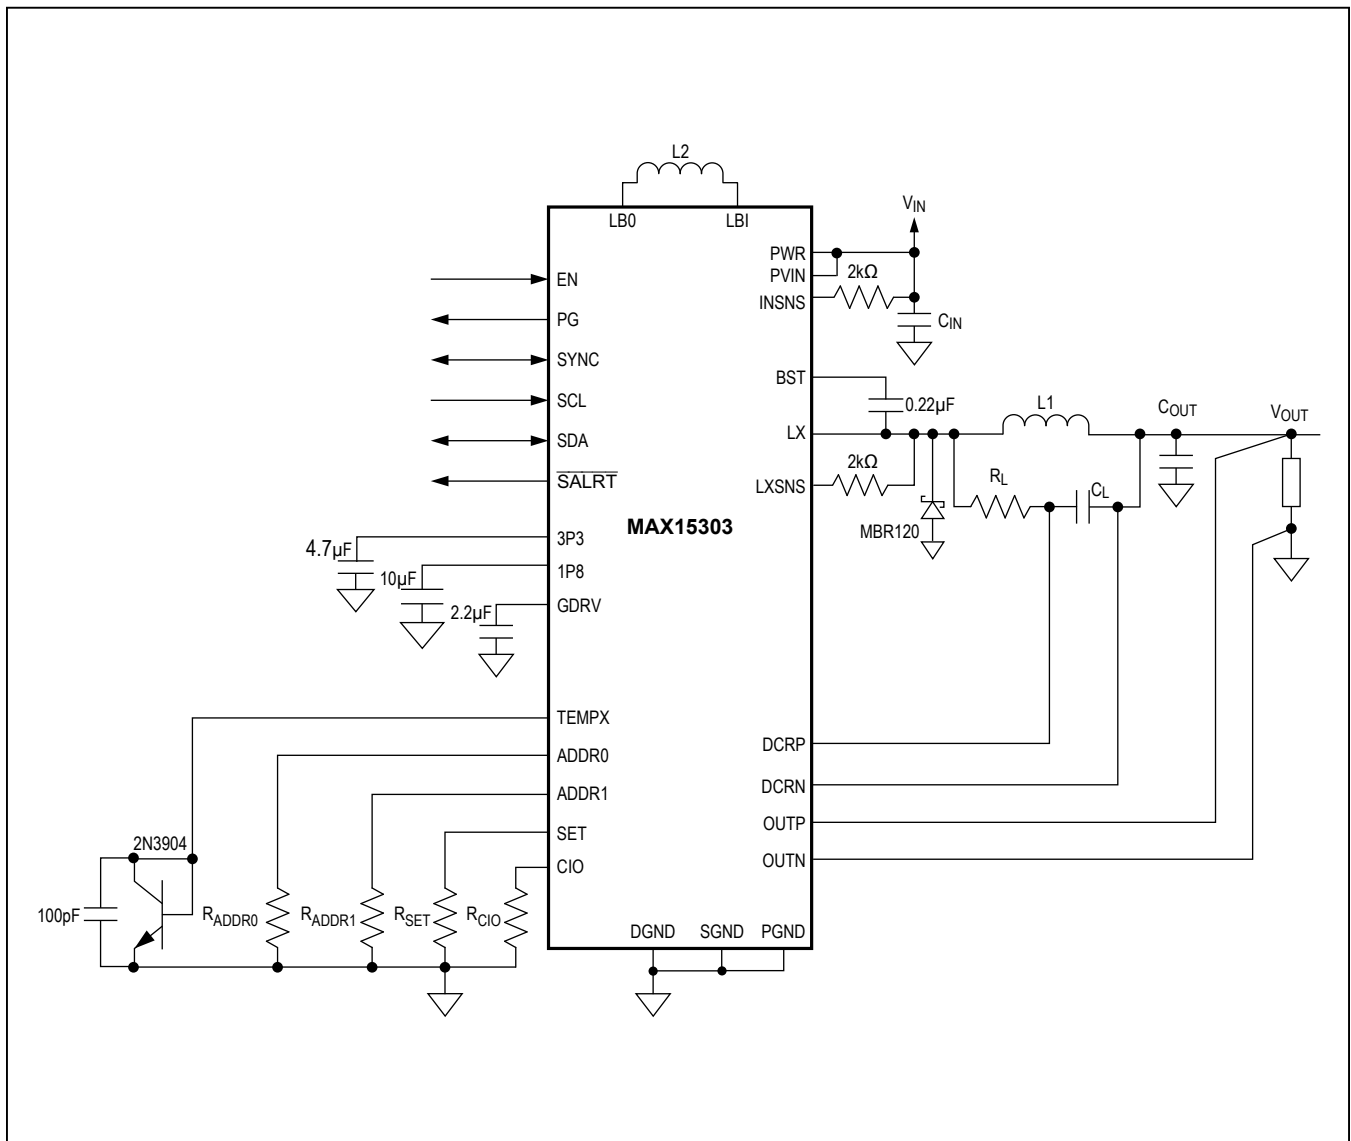 L2
LB0
LBI
VIN
PWR
PVIN
2kΩ
INSNS
CIN
EN
PG
SYNC
SCL
SDA
SALRT
BST
0.22µF
LX
L1
COUT
VOUT
2kΩ
LXSNS
RL
CL
MBR120
MAX15303
3P3
4.7µF
1P8
10µF
GDRV
2.2µF
TEMPX
ADDR0
ADDR1
SET
CIO
DCRP
DCRN
OUTP
OUTN
2N3904
100pF
RADDR0
RADDR1
RSET
RCIO
DGND
SGND
PGND